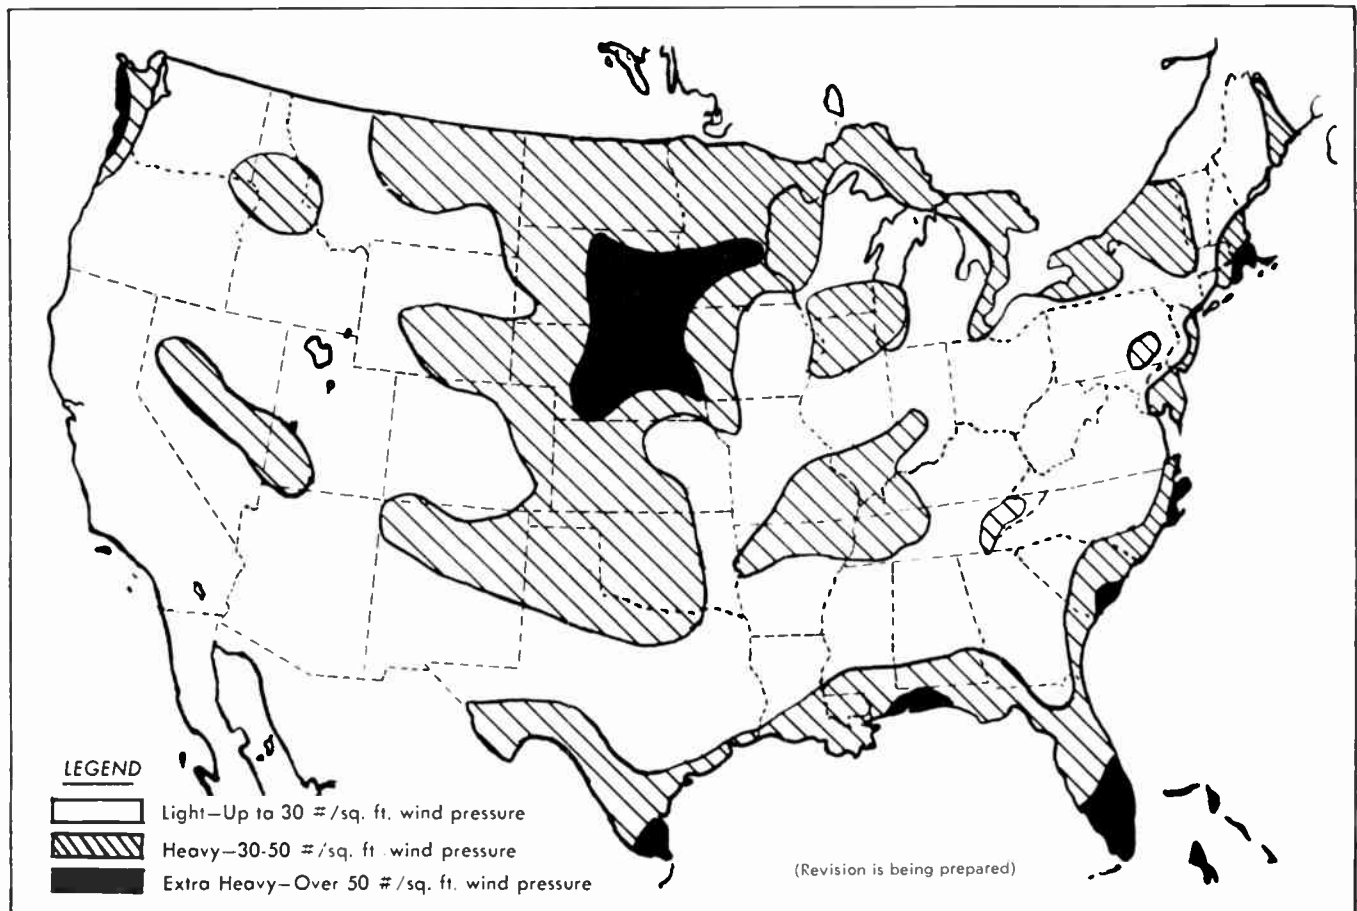 LEGEND
Light—Up ta 30 #/sq. ft. wind pressure
Heavy—30-50 #/sq. ft wind pressure
Extra Heavy—Over 50 #/sq. ft. wind pressure
(Revision is being prepared)